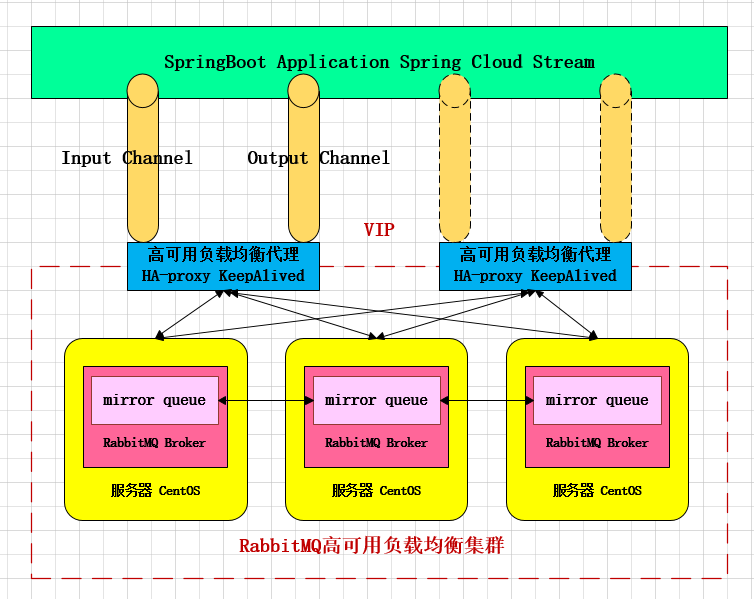 SpringBoot Application Spring Cloud Stream
Input Channel
Output Channel
VIP
高可用负载均衡代理
HA-proxy KeepAlived
高可用负载均衡代理
HA-proxy KeepAlived
mirror queue
RabbitMQ Broker
服务器 CentOS
mirror queue
RabbitMQ Broker
服务器 CentOS
mirror queue
RabbitMQ Broker
服务器 CentOS
RabbitMQ高可用负载均衡集群